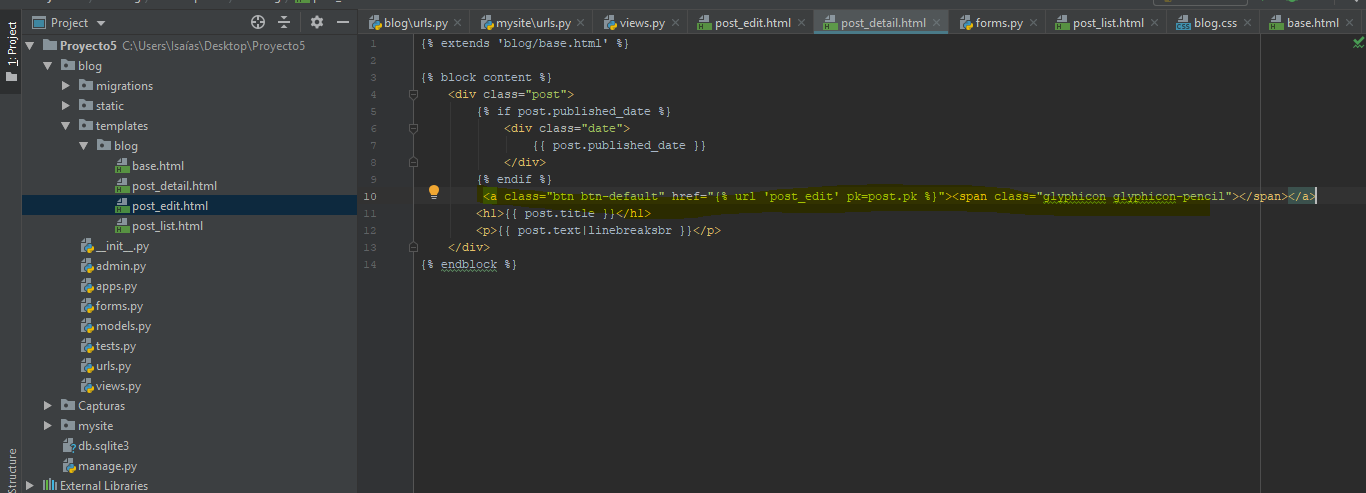 Project
blog\urls.py
mysite\urls.py
views.py
post_edit.html
post_detail.html
forms.py
post_list.html
blog.css
base.html
1: Project
Proyecto5 C:\Users\Isaías\Desktop\Proyecto5
blog
migrations
static
templates
blog
base.html
post_detail.html
post_edit.html
post_list.html
__init__.py
admin.py
apps.py
forms.py
models.py
tests.py
urls.py
views.py
Capturas
mysite
db.sqlite3
manage.py
External Libraries
Structure
1 {% extends 'blog/base.html' %}
2
3 {% block content %}
4 <div class="post">
5 {% if post.published_date %}
6 <div class="date">
7 {{ post.published_date }}
8 </div>
9 {% endif %}
10 <a class="btn btn-default" href="{% url 'post_edit' pk=post.pk %}"><span class="glyphicon glyphicon-pencil"></span></a>
11 <h1>{{ post.title }}</h1>
12 <p>{{ post.text|linebreaksbr }}</p>
13 </div>
14 {% endblock %}